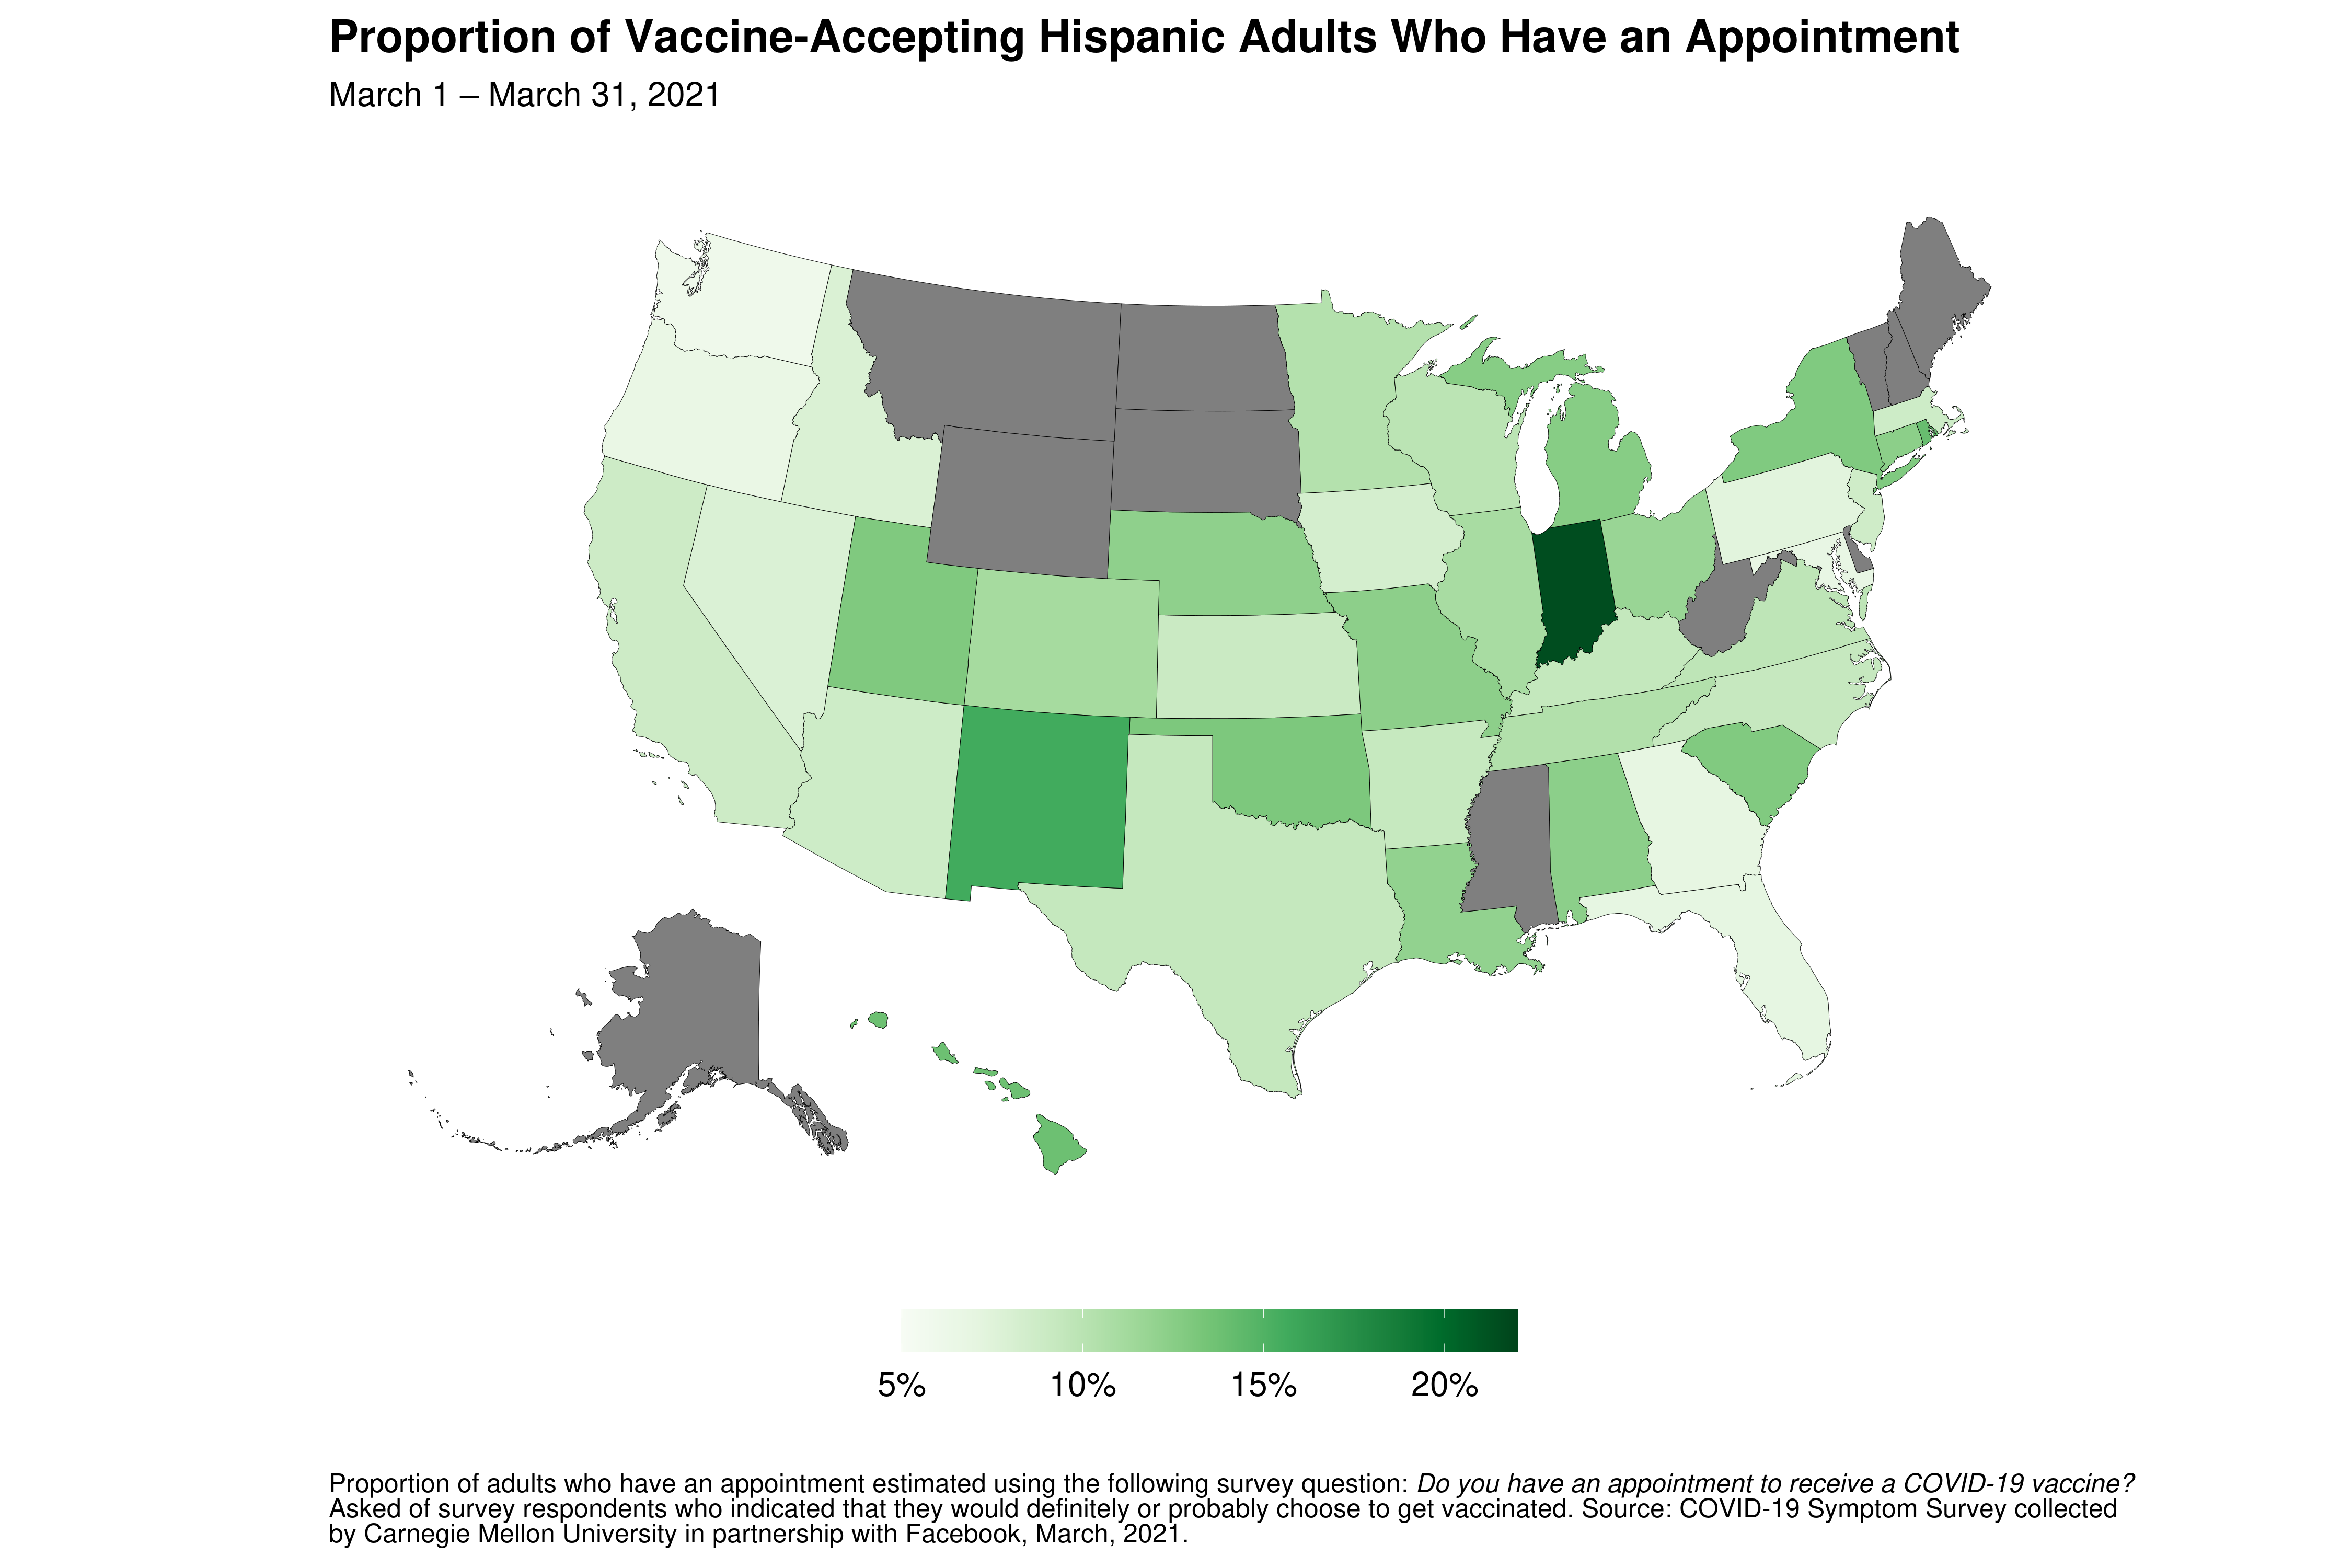 Proportion of Vaccine-Accepting Hispanic Adults Who Have an Appointment
March 1 – March 31, 2021
5% 10% 15% 20%
Proportion of adults who have an appointment estimated using the following survey question: Do you have an appointment to receive a COVID-19 vaccine?
Asked of survey respondents who indicated that they would definitely or probably choose to get vaccinated. Source: COVID-19 Symptom Survey collected
by Carnegie Mellon University in partnership with Facebook, March, 2021.